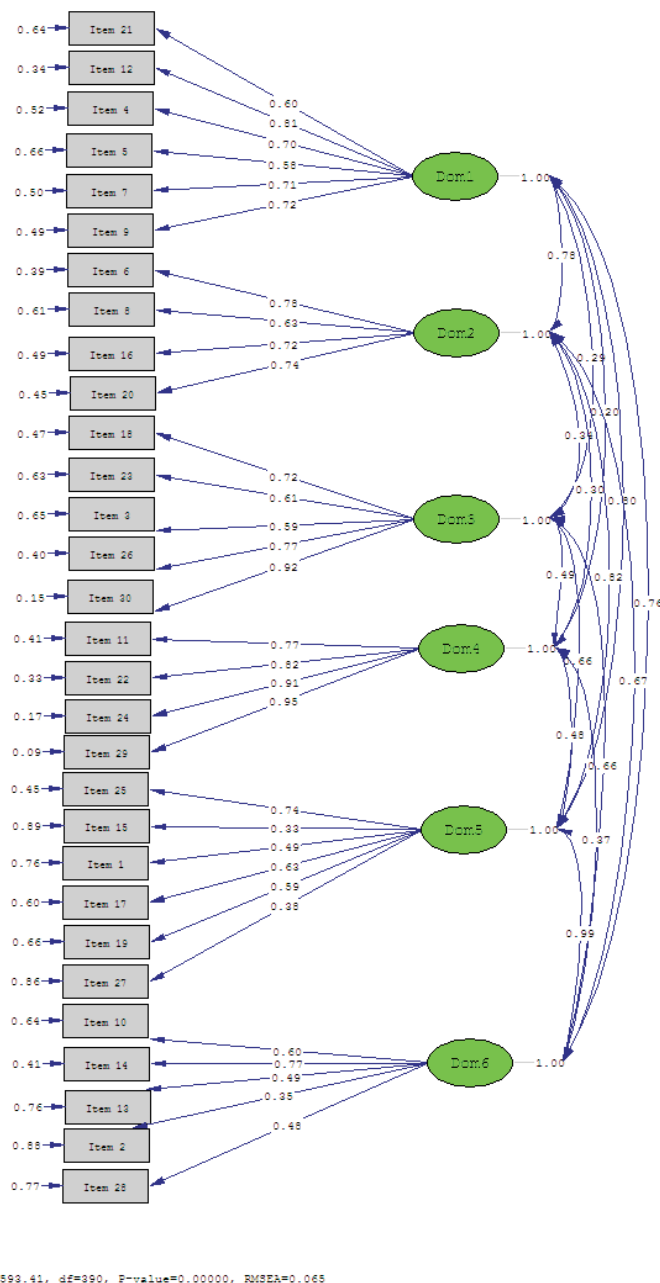 0.64 Item 21
0.34 Item 12
0.60
0.52 Item 4
0.81
0.70
0.66 Item 5
0.58
Dom1 1.00
0.50 Item 7
0.71
0.72
0.49 Item 9
0.78
0.39 Item 6
0.78
0.61 Item 8
0.63
Dom2 1.00
0.49 Item 16
0.72
0.29
0.74
0.45 Item 20
0.20
0.47 Item 18
0.34
0.63 Item 23
0.72
0.61
0.30
0.80
0.65 Item 3
Dom3 1.00
0.59
0.40 Item 26
0.77
0.92
0.49
0.82
0.15 Item 30
0.76
0.41 Item 11
0.77
Dom4 1.00
0.82
0.66
0.33 Item 22
0.91
0.67
0.95
0.17 Item 24
0.48
0.09 Item 29
0.66
0.45 Item 25
0.74
0.33
0.89 Item 15
Dom5 1.00
0.49
0.37
0.76 Item 1
0.63
0.59
0.60 Item 17
0.38
0.66 Item 19
0.99
0.86 Item 27
0.64 Item 10
0.60
0.41 Item 14
0.77
Dom6 1.00
0.49
0.35
0.76 Item 13
0.48
0.88 Item 2
0.77 Item 28
593.41, df=390, P-value=0.00000, RMSEA=0.065